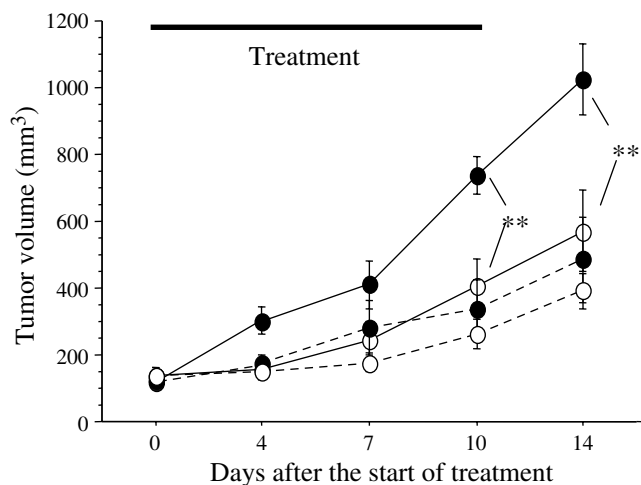 1200
Treatment
1000
800
**
600
**
400
200
0
Tumor volume (mm³)
0 4 7 10 14
Days after the start of treatment